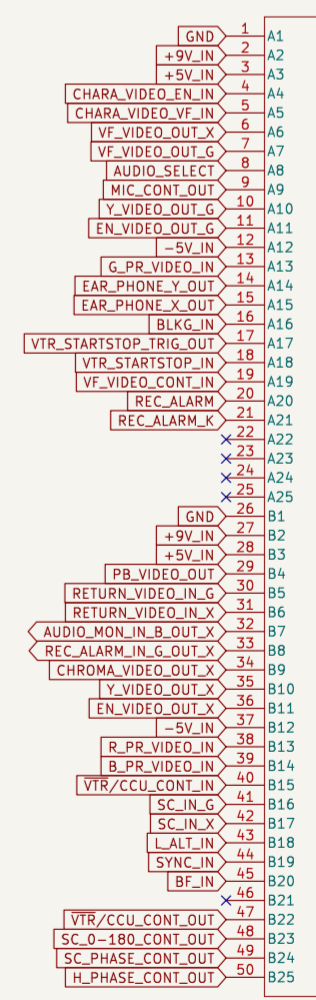 GND 1 A1
+9V_IN 2 A2
+5V_IN 3 A3
CHARA_VIDEO_EN_IN 4 A4
CHARA_VIDEO_VF_IN 5 A5
VF_VIDEO_OUT_X 6 A6
VF_VIDEO_OUT_G 7 A7
AUDIO_SELECT 8 A8
MIC_CONT_OUT 9 A9
Y_VIDEO_OUT_G 10 A10
EN_VIDEO_OUT_G 11 A11
-5V_IN 12 A12
G_PR_VIDEO_IN 13 A13
EAR_PHONE_Y_OUT 14 A14
EAR_PHONE_X_OUT 15 A15
BLKG_IN 16 A16
VTR_STARTSTOP_TRIG_OUT 17 A17
VTR_STARTSTOP_IN 18 A18
VF_VIDEO_CONT_IN 19 A19
REC_ALARM 20 A20
REC_ALARM_K 21 A21
22 A22
23 A23
24 A24
25 A25
GND 26 B1
+9V_IN 27 B2
+5V_IN 28 B3
PB_VIDEO_OUT 29 B4
RETURN_VIDEO_IN_G 30 B5
RETURN_VIDEO_IN_X 31 B6
AUDIO_MON_IN_B_OUT_X 32 B7
REC_ALARM_IN_G_OUT_X 33 B8
CHROMA_VIDEO_OUT_X 34 B9
Y_VIDEO_OUT_X 35 B10
EN_VIDEO_OUT_X 36 B11
-5V_IN 37 B12
R_PR_VIDEO_IN 38 B13
B_PR_VIDEO_IN 39 B14
V̅T̅R̅/CCU_CONT_IN 40 B15
SC_IN_G 41 B16
SC_IN_X 42 B17
L_ALT_IN 43 B18
SYNC_IN 44 B19
BF_IN 45 B20
46 B21
V̅T̅R̅/CCU_CONT_OUT 47 B22
SC_0-180_CONT_OUT 48 B23
SC_PHASE_CONT_OUT 49 B24
H_PHASE_CONT_OUT 50 B25